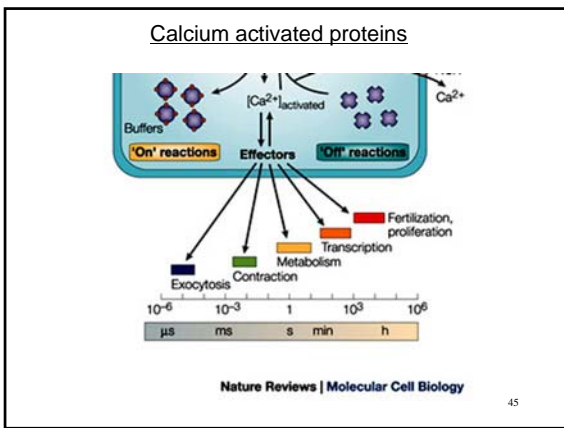 Calcium activated proteins
Ca²⁺
[Ca²⁺]activated
Buffers
'On' reactions
Effectors
'Off' reactions
Fertilization,
proliferation
Transcription
Metabolism
Contraction
Exocytosis
10⁻⁶ 10⁻³ 1 10³ 10⁶
μs ms s min h
Nature Reviews | Molecular Cell Biology
45